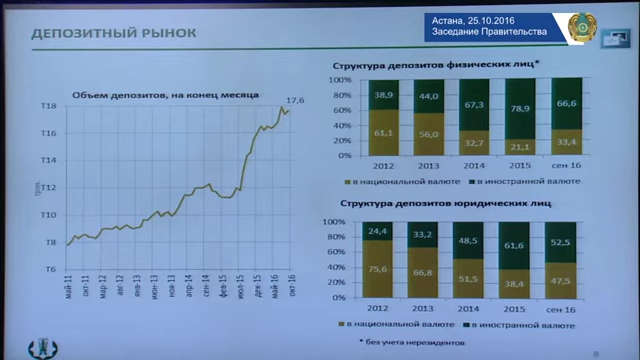 ДЕПОЗИТНЫЙ РЫНОК
Астана, 25.10.2016
Заседание Правительства
Объем депозитов, на конец месяца
17,6
T18
T16
T14
T12
T10
T8
T6
трлн.
май-11
окт-11
мар-12
авг-12
янв-13
июн-13
ноя-13
апр-14
сен-14
фев-15
июл-15
дек-15
май-16
окт-16
Структура депозитов физических лиц*
100%
80%
60%
40%
20%
0%
38,9
44,0
67,3
78,9
66,6
61,1
56,0
32,7
21,1
33,4
2012
2013
2014
2015
сен 16
в национальной валюте
в иностранной валюте
Структура депозитов юридических лиц
100%
80%
60%
40%
20%
0%
24,4
33,2
48,5
61,6
52,5
75,6
66,8
51,5
38,4
47,5
2012
2013
2014
2015
сен 16
в национальной валюте
в иностранной валюте
* без учета нерезидентов
8